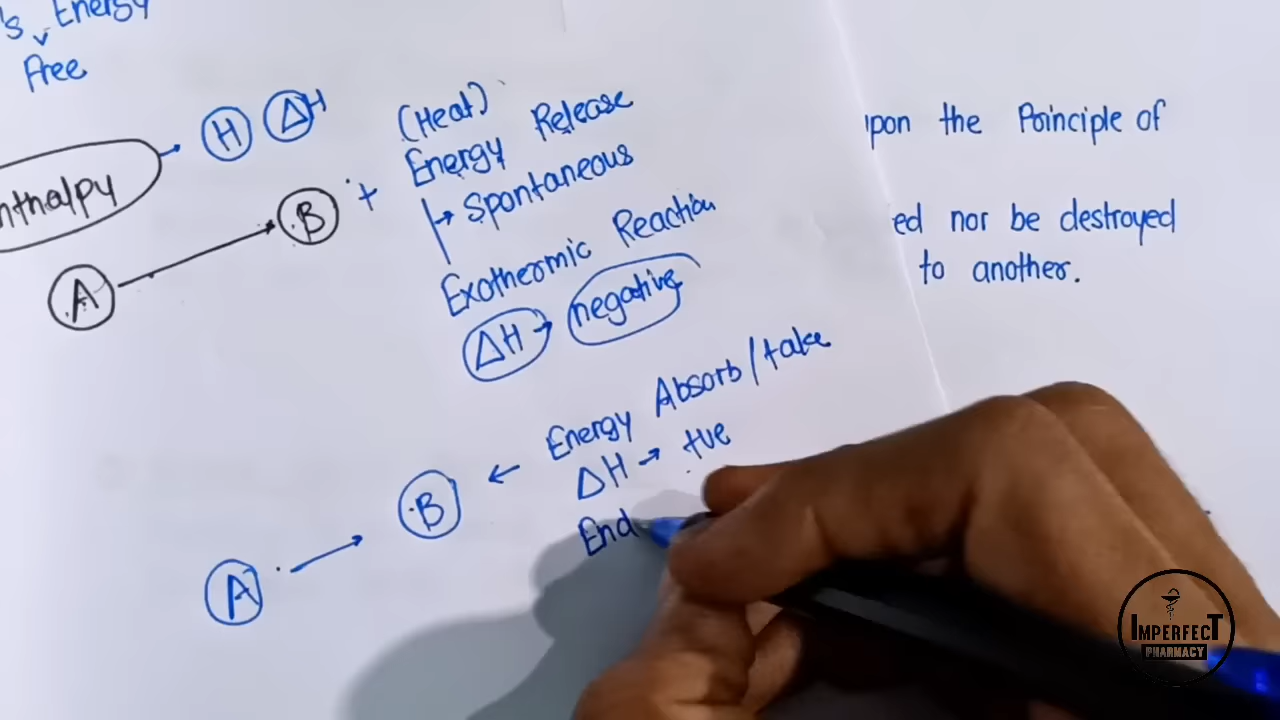 's Energy
Free
nthalpy → H ΔH
A → B + (Heat)
Energy Release
→ Spontaneous
Exothermic Reaction
ΔH → negative
A → B ← Energy Absorb/take
ΔH → +ve
End
upon the Principle of
ed nor be destroyed
to another.
IMPERFECT
PHARMACY